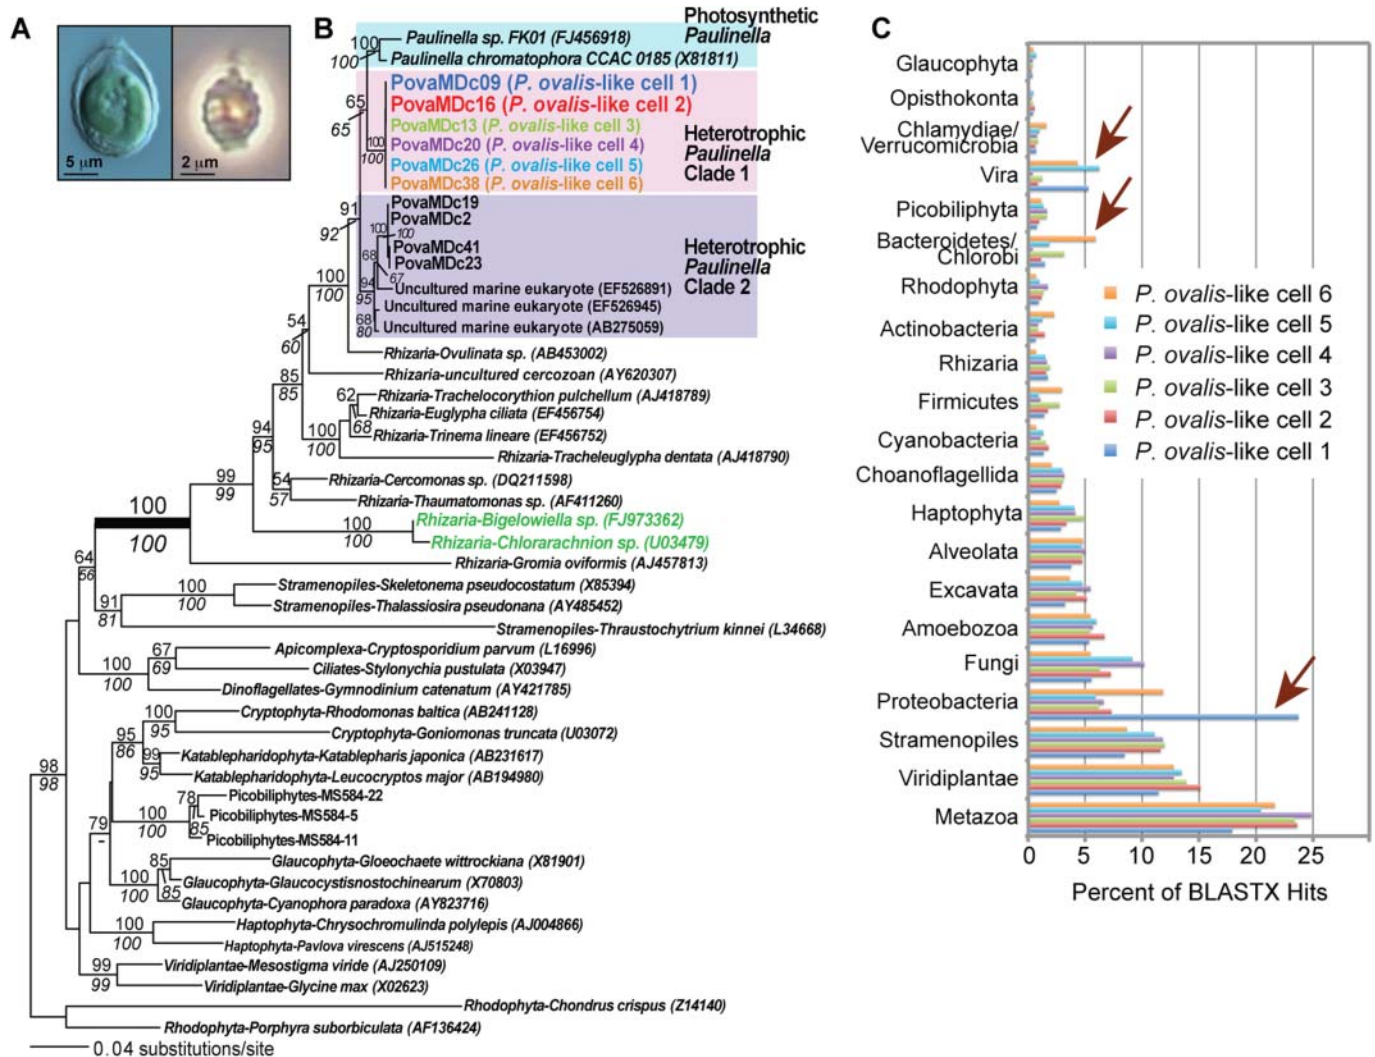 A
5 μm
2 μm
B
Photosynthetic
Paulinella
100
100
Paulinella sp. FK01 (FJ456918)
Paulinella chromatophora CCAC 0185 (X81811)
65
65
PovaMDc09 (P. ovalis-like cell 1)
PovaMDc16 (P. ovalis-like cell 2)
PovaMDc13 (P. ovalis-like cell 3)
PovaMDc20 (P. ovalis-like cell 4)
PovaMDc26 (P. ovalis-like cell 5)
PovaMDc38 (P. ovalis-like cell 6)
100
100
Heterotrophic
Paulinella
Clade 1
91
92
PovaMDc19
PovaMDc2
100
100
PovaMDc41
PovaMDc23
68
67
94
95
Uncultured marine eukaryote (EF526891)
Uncultured marine eukaryote (EF526945)
68
80
Uncultured marine eukaryote (AB275059)
Heterotrophic
Paulinella
Clade 2
100
100
Rhizaria-Ovulinata sp. (AB453002)
54
60
Rhizaria-uncultured cercozoan (AY620307)
85
85
62
68
Rhizaria-Trachelocorythion pulchellum (AJ418789)
Rhizaria-Euglypha ciliata (EF456754)
100
100
Rhizaria-Trinema lineare (EF456752)
Rhizaria-Tracheleuglypha dentata (AJ418790)
94
95
54
57
Rhizaria-Cercomonas sp. (DQ211598)
Rhizaria-Thaumatomonas sp. (AF411260)
99
99
100
100
Rhizaria-Bigelowiella sp. (FJ973362)
Rhizaria-Chlorarachnion sp. (U03479)
100
100
Rhizaria-Gromia oviformis (AJ457813)
64
56
100
100
Stramenopiles-Skeletonema pseudocostatum (X85394)
Stramenopiles-Thalassiosira pseudonana (AY485452)
91
81
Stramenopiles-Thraustochytrium kinnei (L34668)
67
69
Apicomplexa-Cryptosporidium parvum (L16996)
Ciliates-Stylonychia pustulata (X03947)
100
100
Dinoflagellates-Gymnodinium catenatum (AY421785)
100
95
Cryptophyta-Rhodomonas baltica (AB241128)
Cryptophyta-Goniomonas truncata (U03072)
95
86
99
95
Katablepharidophyta-Katablepharis japonica (AB231617)
Katablepharidophyta-Leucocryptos major (AB194980)
98
98
78
85
Picobiliphytes-MS584-22
Picobiliphytes-MS584-5
100
100
Picobiliphytes-MS584-11
79
-
85
85
Glaucophyta-Gloeochaete wittrockiana (X81901)
Glaucophyta-Glaucocystisnostochinearum (X70803)
100
100
Glaucophyta-Cyanophora paradoxa (AY823716)
100
100
Haptophyta-Chrysochromulinda polylepis (AJ004866)
Haptophyta-Pavlova virescens (AJ515248)
99
99
Viridiplantae-Mesostigma viride (AJ250109)
Viridiplantae-Glycine max (X02623)
Rhodophyta-Chondrus crispus (Z14140)
Rhodophyta-Porphyra suborbiculata (AF136424)
0.04 substitutions/site
C
Glaucophyta
Opisthokonta
Chlamydiae/
Verrucomicrobia
Vira
Picobiliphyta
Bacteroidetes/
Chlorobi
Rhodophyta
Actinobacteria
Rhizaria
Firmicutes
Cyanobacteria
Choanoflagellida
Haptophyta
Alveolata
Excavata
Amoebozoa
Fungi
Proteobacteria
Stramenopiles
Viridiplantae
Metazoa
P. ovalis-like cell 6
P. ovalis-like cell 5
P. ovalis-like cell 4
P. ovalis-like cell 3
P. ovalis-like cell 2
P. ovalis-like cell 1
0 5 10 15 20 25
Percent of BLASTX Hits